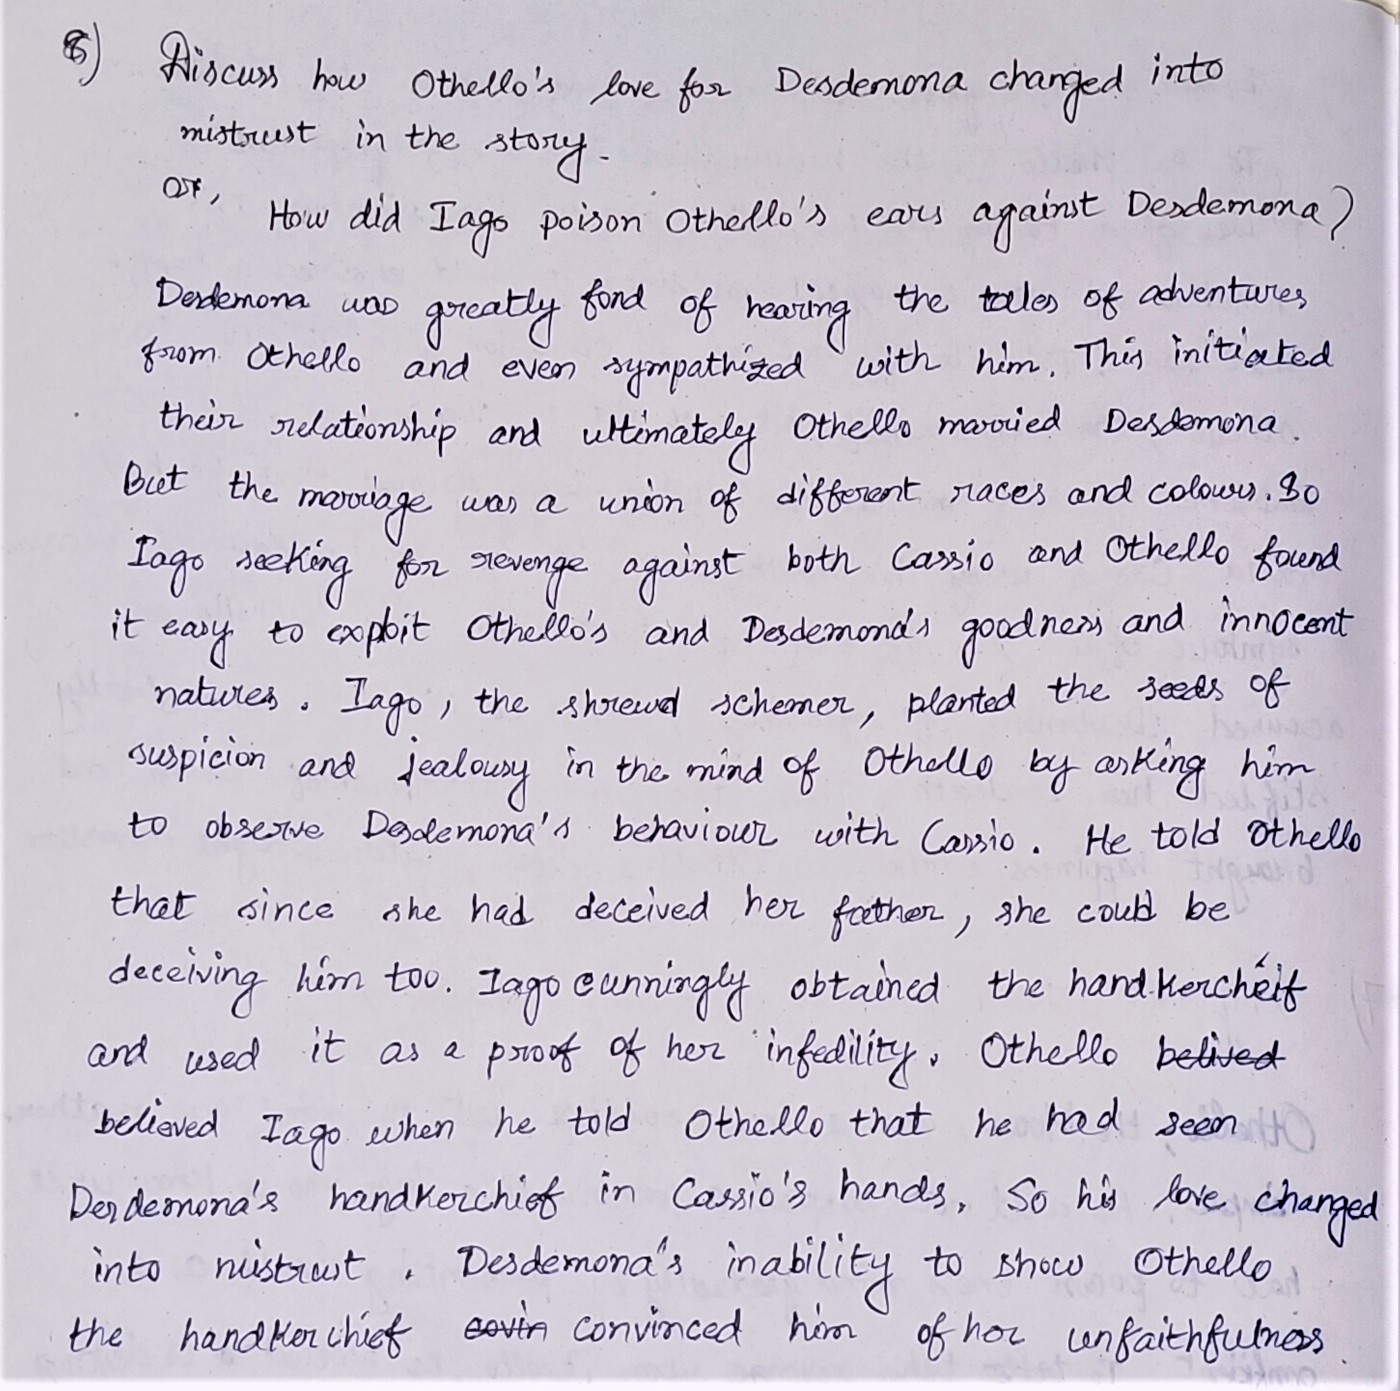 8) Discuss how Othello's love for Desdemona changed into
mistrust in the story.
or,
How did Iago poison Othello's ears against Desdemona?
Desdemona was greatly fond of hearing the tales of adventures
from Othello and even sympathized with him. This initiated
their relationship and ultimately Othello married Desdemona.
But the marriage was a union of different races and colours. So
Iago seeking for revenge against both Cassio and Othello found
it easy to exploit Othello's and Desdemona's goodness and innocent
natures. Iago, the shrewd schemer, planted the seeds of
suspicion and jealousy in the mind of Othello by asking him
to observe Desdemona's behaviour with Cassio. He told Othello
that since she had deceived her father, she could be
deceiving him too. Iago cunningly obtained the handkercheif
and used it as a proof of her infedility. Othello belived
believed Iago when he told Othello that he had seen
Desdemona's handkerchief in Cassio's hands. So his love changed
into mistrust. Desdemona's inability to show Othello
the handkerchief covin convinced him of her unfaithfulness.